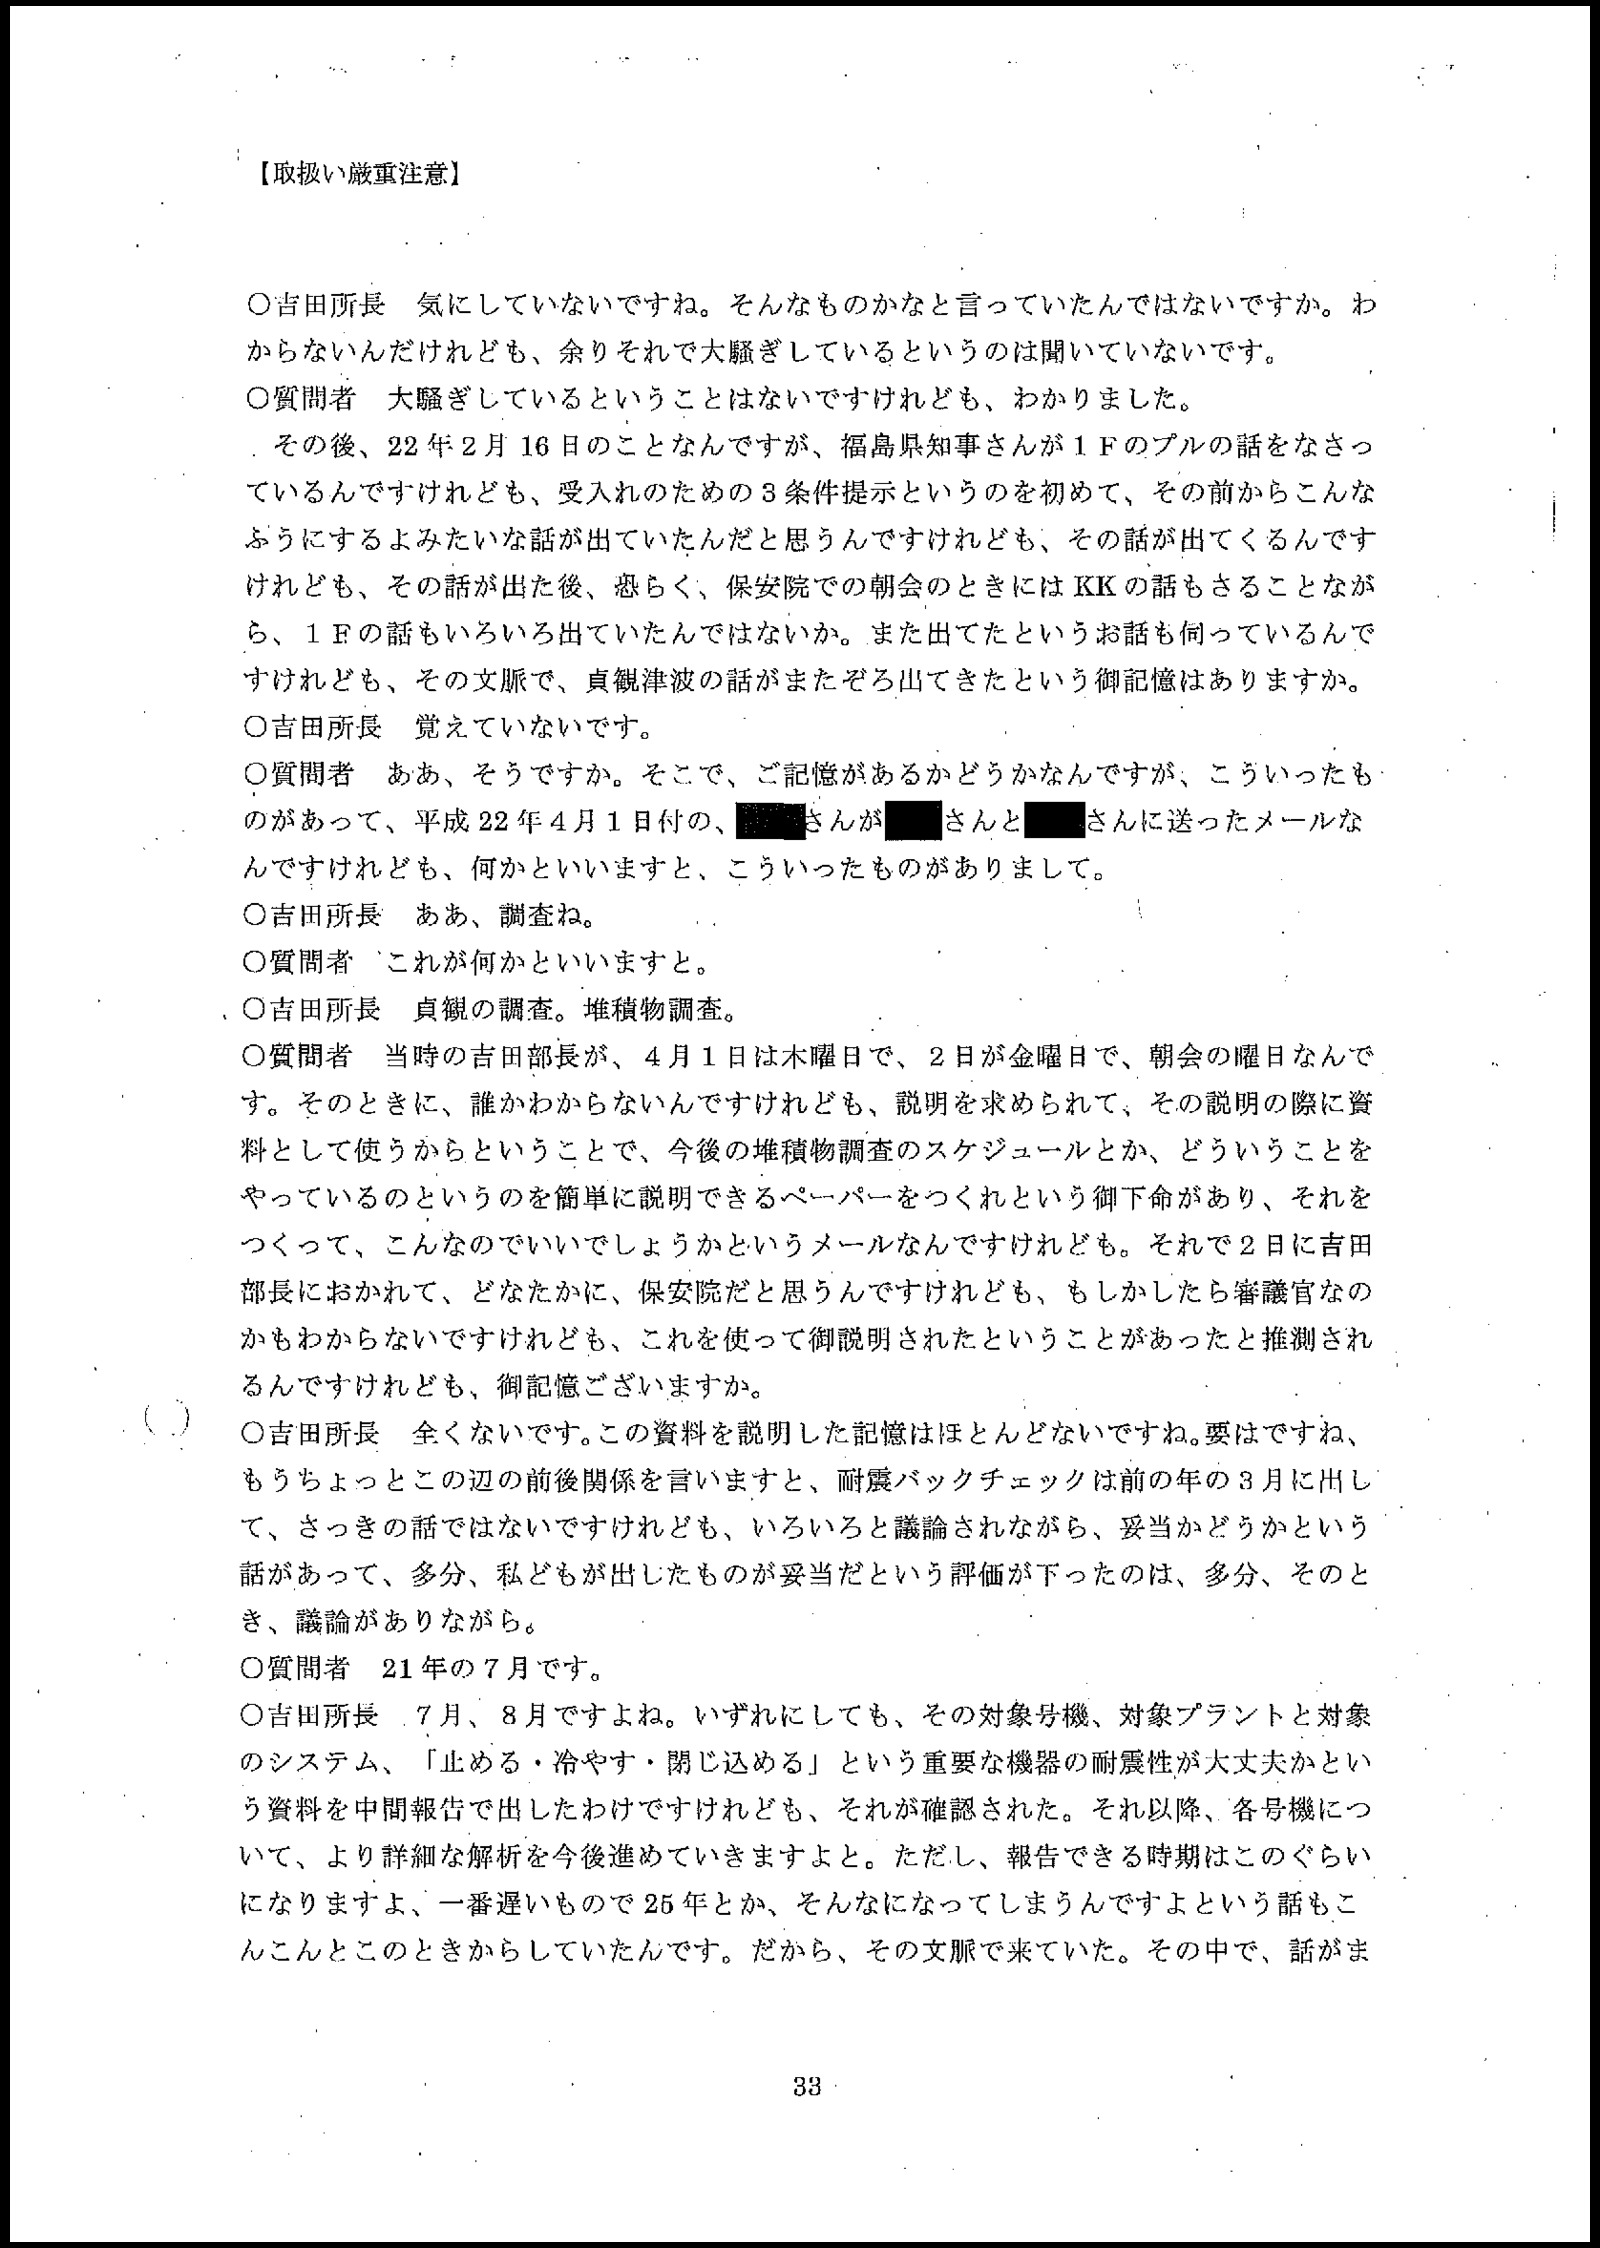 【取扱い厳重注意】
○吉田所長　気にしていないですね。そんなものかなと言っていたんではないですか。わ
からないんだけれども、余りそれで大騒ぎしているというのは聞いていないです。
○質問者　大騒ぎしているということはないですけれども、わかりました。
その後、22年2月16日のことなんですが、福島県知事さんが１Ｆのプルの話をなさっ
ているんですけれども、受入れのための３条件提示というのを初めて、その前からこんな
ふうにするよみたいな話が出ていたんだと思うんですけれども、その話が出てくるんです
けれども、その話が出た後、恐らく、保安院での朝会のときにはKKの話もさることなが
ら、１Ｆの話もいろいろ出ていたんではないか。また出てたというお話も伺っているんで
すけれども、その文脈で、貞観津波の話がまたぞろ出てきたという御記憶はありますか。
○吉田所長　覚えていないです。
○質問者　ああ、そうですか。そこで、ご記憶があるかどうかなんですが、こういったも
のがあって、平成22年４月１日付の、さんがさんとさんに送ったメールな
んですけれども、何かといいますと、こういったものがありまして。
○吉田所長　ああ、調査ね。
○質問者　これが何かといいますと。
○吉田所長　貞観の調査。堆積物調査。
○質問者　当時の吉田部長が、４月１日は木曜日で、２日が金曜日で、朝会の曜日なんで
す。そのときに、誰かわからないんですけれども、説明を求められて、その説明の際に資
料として使うからということで、今後の堆積物調査のスケジュールとか、どういうことを
やっているのというのを簡単に説明できるペーパーをつくれという御下命があり、それを
つくって、こんなのでいいでしょうかというメールなんですけれども。それで２日に吉田
部長におかれて、どなたかに、保安院だと思うんですけれども、もしかしたら審議官なの
かもわからないですけれども、これを使って御説明されたということがあったと推測され
るんですけれども、御記憶ございますか。
○吉田所長　全くないです。この資料を説明した記憶はほとんどないですね。要はですね、
もうちょっとこの辺の前後関係を言いますと、耐震バックチェックは前の年の３月に出し
て、さっきの話ではないですけれども、いろいろと議論されながら、妥当かどうかという
話があって、多分、私どもが出したものが妥当だという評価が下ったのは、多分、そのと
き、議論がありながら。
○質問者　21年の７月です。
○吉田所長　７月、８月ですよね。いずれにしても、その対象号機、対象プラントと対象
のシステム、「止める・冷やす・閉じ込める」という重要な機器の耐震性が大丈夫かとい
う資料を中間報告で出したわけですけれども、それが確認された。それ以降、各号機につ
いて、より詳細な解析を今後進めていきますよと。ただし、報告できる時期はこのぐらい
になりますよ、一番遅いもので25年とか、そんなになってしまうんですよという話もこ
んこんとこのときからしていたんです。だから、その文脈で来ていた。その中で、話がま
33